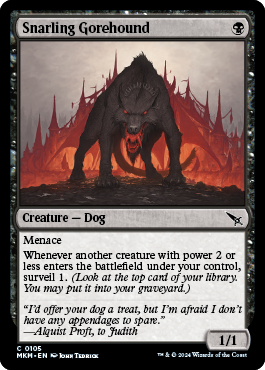 Snarling Gorehound
Creature — Dog
Menace
Whenever another creature with power 2 or
less enters the battlefield under your control,
surveil 1. (Look at the top card of your library.
You may put it into your graveyard.)
“I’d offer your dog a treat, but I’m afraid I don’t
have any appendages to spare.”
—Alquist Proft, to Judith
1/1
C 0105
MKM • EN John Tedrick
™ & © 2024 Wizards of the Coast